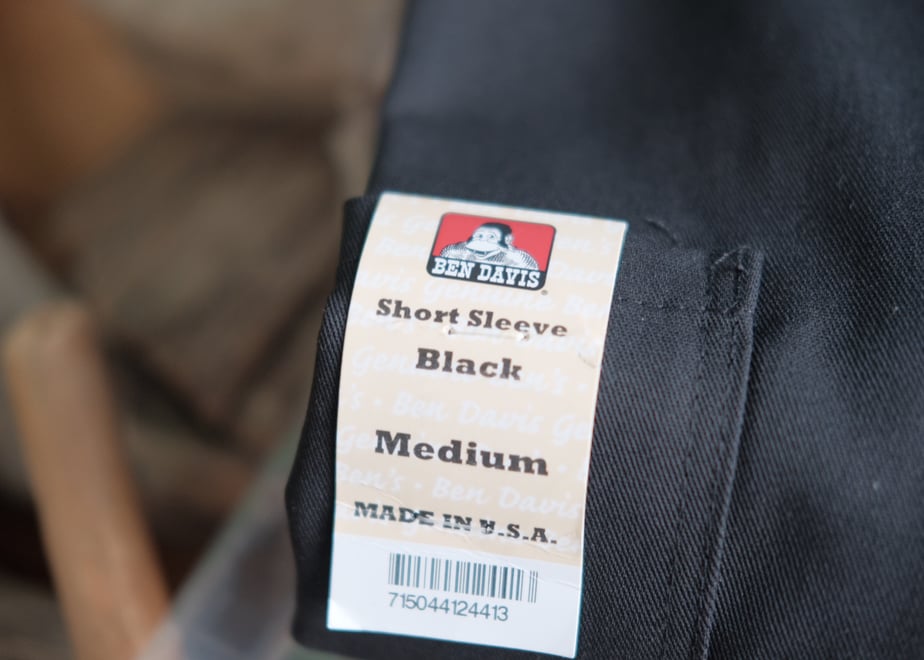 BEN DAVIS
Short Sleeve
Black
Medium
MADE IN U.S.A.
715044124413